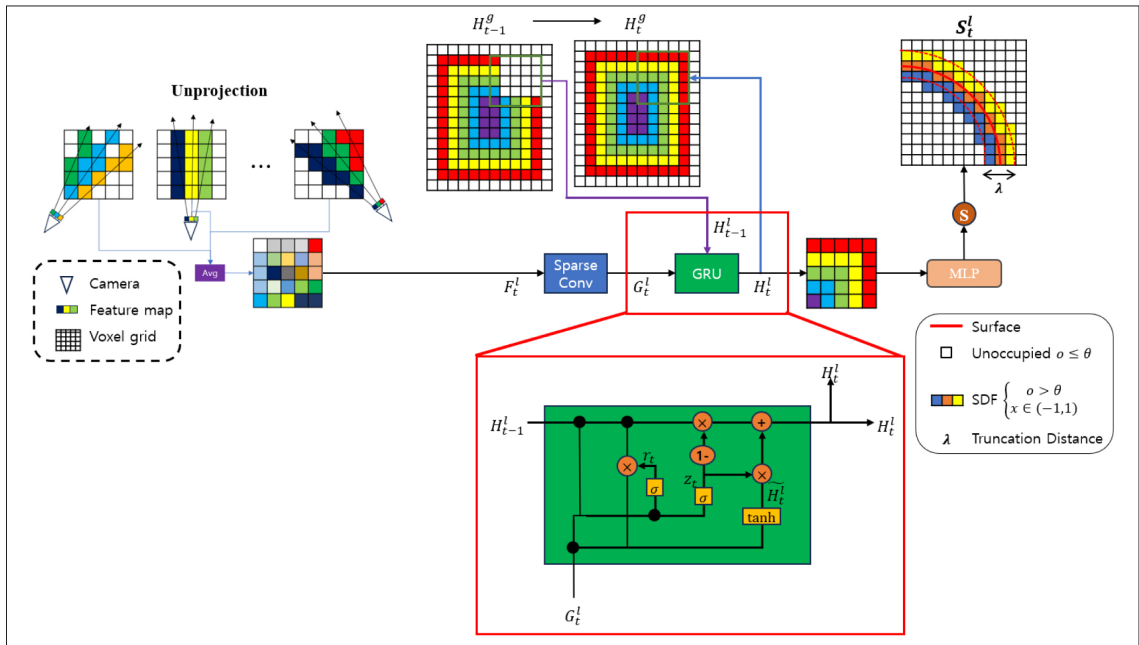 H^g_{t-1}
H^g_t
S^l_t
Unprojection
...
λ
S
H^l_{t-1}
Avg
Sparse
Conv
GRU
MLP
F^l_t
G^l_t
H^l_t
Camera
Feature map
Voxel grid
Surface
Unoccupied o ≤ θ
SDF { o > θ
x ∈ (-1,1)
λ Truncation Distance
H^l_t
H^l_{t-1}
×
+
H^l_t
1-
r_t
×
z_t
×
σ
σ
\widetilde{H^l_t}
tanh
G^l_t